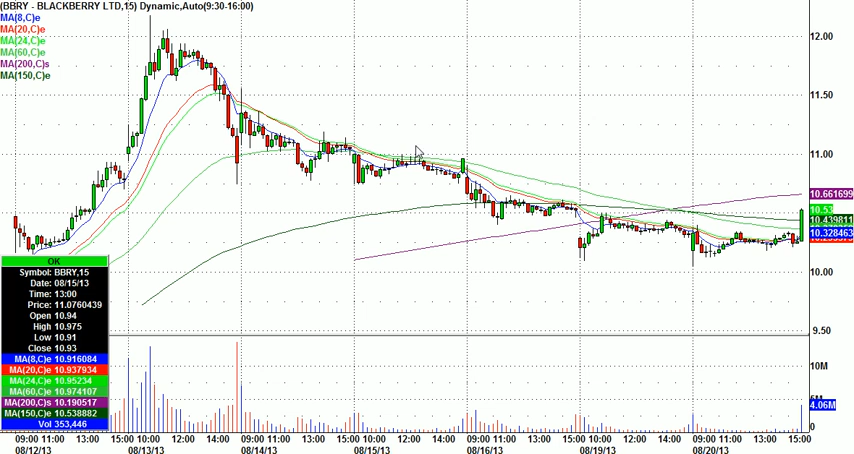 (BBRY - BLACKBERRY LTD,15) Dynamic,Auto(9:30-16:00)
MA(8,C)e
MA(20,C)e
MA(24,C)e
MA(60,C)e
MA(200,C)s
MA(150,C)e
12.00
11.50
11.00
10.661699
10.53
10.439811
10.328463
10.00
9.50
OK
Symbol: BBRY,15
Date: 08/15/13
Time: 13:00
Price: 11.0760439
Open 10.94
High 10.975
Low 10.91
Close 10.93
MA(8,C)e 10.916084
MA(20,C)e 10.937934
MA(24,C)e 10.95234
MA(60,C)e 10.974107
MA(200,C)s 10.190517
MA(150,C)e 10.538882
Vol 353,446
10M
4.06M
0
09:00 11:00 13:00 15:00 10:00 12:00 14:00 09:00 11:00 13:00 15:00 10:00 12:00 14:00 09:00 11:00 13:00 15:00 10:00 12:00 14:00 09:00 11:00 13:00 15:00
08/12/13 08/13/13 08/14/13 08/15/13 08/16/13 08/19/13 08/20/13